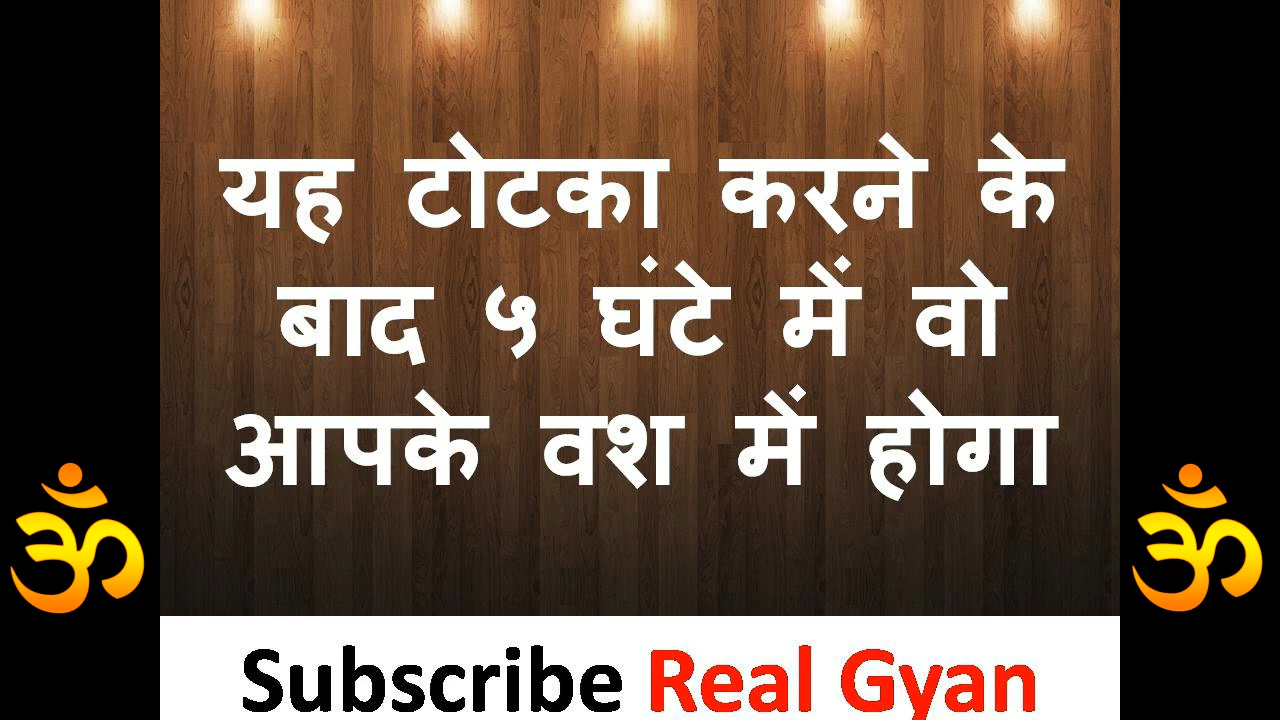 यह टोटका करने के
बाद ५ घंटे में वो
आपके वश में होगा
ॐ ॐ
Subscribe Real Gyan